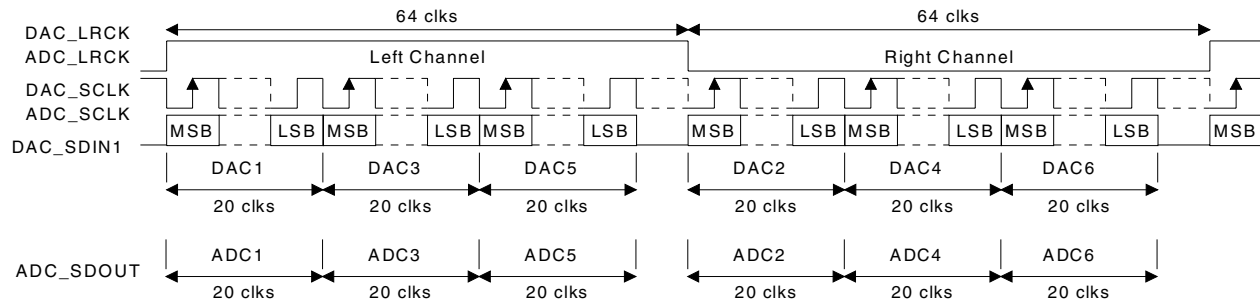 64 clks 64 clks
DAC_LRCK
ADC_LRCK Left Channel Right Channel
DAC_SCLK
ADC_SCLK
MSB LSB MSB LSB MSB LSB MSB LSB MSB LSB MSB LSB MSB
DAC_SDIN1
DAC1 DAC3 DAC5 DAC2 DAC4 DAC6
20 clks 20 clks 20 clks 20 clks 20 clks 20 clks
ADC1 ADC3 ADC5 ADC2 ADC4 ADC6
ADC_SDOUT
20 clks 20 clks 20 clks 20 clks 20 clks 20 clks